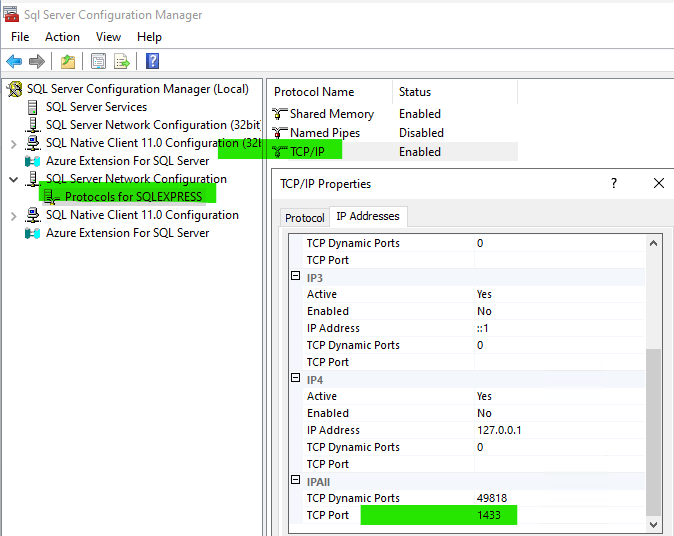 Sql Server Configuration Manager
File Action View Help
SQL Server Configuration Manager (Local)
SQL Server Services
SQL Server Network Configuration (32bit)
SQL Native Client 11.0 Configuration (32bit
Azure Extension For SQL Server
SQL Server Network Configuration
Protocols for SQLEXPRESS
SQL Native Client 11.0 Configuration
Azure Extension For SQL Server
Protocol Name Status
Shared Memory Enabled
Named Pipes Disabled
TCP/IP Enabled
TCP/IP Properties ? ×
Protocol IP Addresses
TCP Dynamic Ports 0
TCP Port
IP3
Active Yes
Enabled No
IP Address ::1
TCP Dynamic Ports 0
TCP Port
IP4
Active Yes
Enabled No
IP Address 127.0.0.1
TCP Dynamic Ports 0
TCP Port
IPAll
TCP Dynamic Ports 49818
TCP Port 1433